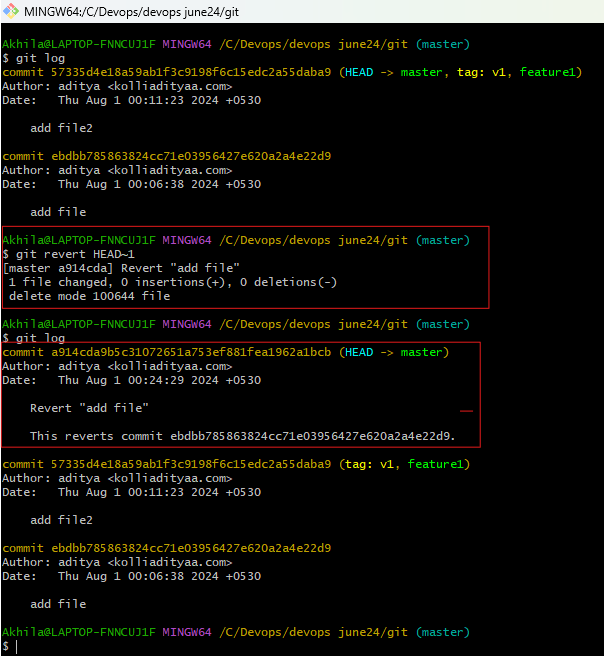 MINGW64:/C/Devops/devops june24/git
Akhila@LAPTOP-FNNCUJ1F MINGW64 /C/Devops/devops june24/git (master)
$ git log
commit 57335d4e18a59ab1f3c9198f6c15edc2a55daba9 (HEAD -> master, tag: v1, feature1)
Author: aditya <kolliadityaa.com>
Date:   Thu Aug 1 00:11:23 2024 +0530
    add file2
commit ebdbb785863824cc71e03956427e620a2a4e22d9
Author: aditya <kolliadityaa.com>
Date:   Thu Aug 1 00:06:38 2024 +0530
    add file
Akhila@LAPTOP-FNNCUJ1F MINGW64 /C/Devops/devops june24/git (master)
$ git revert HEAD~1
[master a914cda] Revert "add file"
 1 file changed, 0 insertions(+), 0 deletions(-)
 delete mode 100644 file
Akhila@LAPTOP-FNNCUJ1F MINGW64 /C/Devops/devops june24/git (master)
$ git log
commit a914cda9b5c31072651a753ef881fea1962a1bcb (HEAD -> master)
Author: aditya <kolliadityaa.com>
Date:   Thu Aug 1 00:24:29 2024 +0530
    Revert "add file"
    This reverts commit ebdbb785863824cc71e03956427e620a2a4e22d9.
commit 57335d4e18a59ab1f3c9198f6c15edc2a55daba9 (tag: v1, feature1)
Author: aditya <kolliadityaa.com>
Date:   Thu Aug 1 00:11:23 2024 +0530
    add file2
commit ebdbb785863824cc71e03956427e620a2a4e22d9
Author: aditya <kolliadityaa.com>
Date:   Thu Aug 1 00:06:38 2024 +0530
    add file
Akhila@LAPTOP-FNNCUJ1F MINGW64 /C/Devops/devops june24/git (master)
$